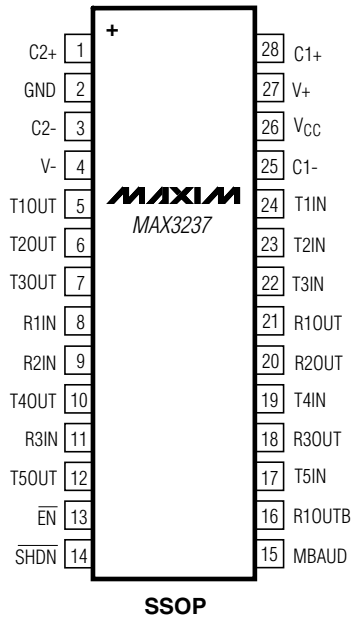 +
C2+ 1
GND 2
C2- 3
V- 4
T1OUT 5
T2OUT 6
T3OUT 7
R1IN 8
R2IN 9
T4OUT 10
R3IN 11
T5OUT 12
E̅N̅ 13
S̅H̅D̅N̅ 14
MAXIM
MAX3237
28 C1+
27 V+
26 VCC
25 C1-
24 T1IN
23 T2IN
22 T3IN
21 R1OUT
20 R2OUT
19 T4IN
18 R3OUT
17 T5IN
16 R1OUTB
15 MBAUD
SSOP